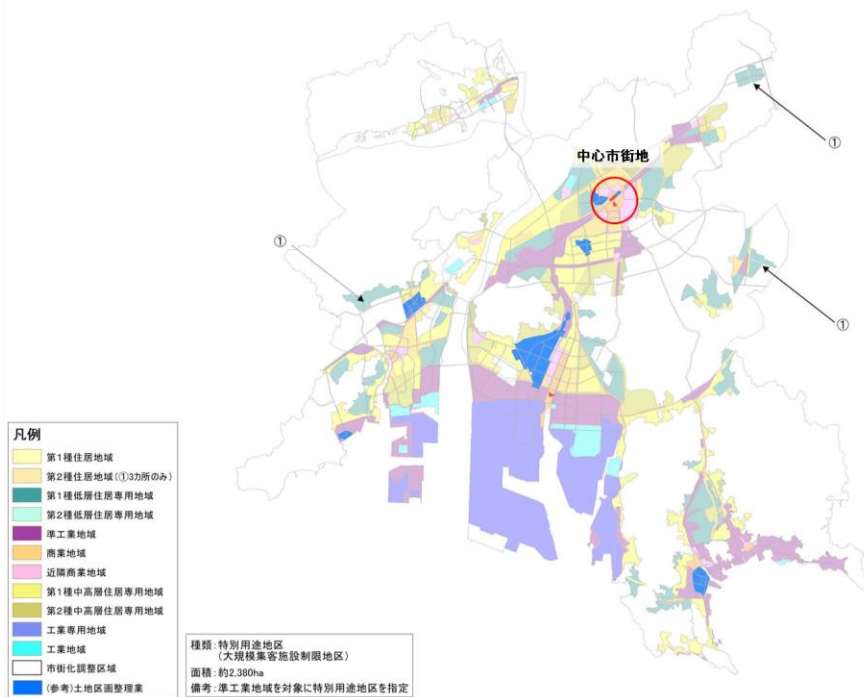 ①
中心市街地
①
①
凡例
第1種住居地域
第2種住居地域(①3カ所のみ)
第1種低層住居専用地域
第2種低層住居専用地域
準工業地域
商業地域
近隣商業地域
第1種中高層住居専用地域
第2種中高層住居専用地域
工業専用地域
工業地域
市街化調整区域
(参考)土地区画整理業
種類:特別用途地区
(大規模集客施設制限地区)
面積:約2,380ha
備考:準工業地域を対象に特別用途地区を指定